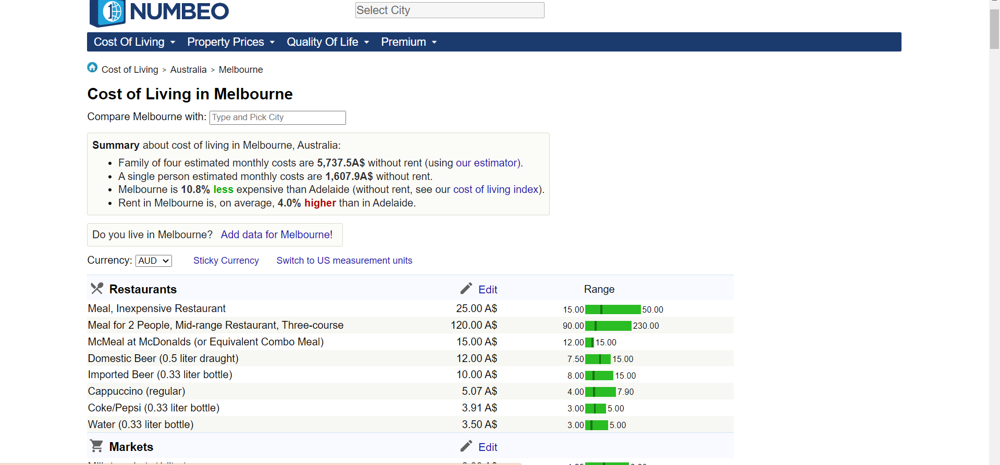 1 NUMBEO
Select City
Cost Of Living Property Prices Quality Of Life Premium
Cost of Living > Australia > Melbourne
Cost of Living in Melbourne
Compare Melbourne with: Type and Pick City
Summary about cost of living in Melbourne, Australia:
• Family of four estimated monthly costs are 5,737.5A$ without rent (using our estimator).
• A single person estimated monthly costs are 1,607.9A$ without rent.
• Melbourne is 10.8% less expensive than Adelaide (without rent, see our cost of living index).
• Rent in Melbourne is, on average, 4.0% higher than in Adelaide.
Do you live in Melbourne? Add data for Melbourne!
Currency: AUD Sticky Currency Switch to US measurement units
Restaurants Edit Range
Meal, Inexpensive Restaurant 25.00 A$ 15.00 50.00
Meal for 2 People, Mid-range Restaurant, Three-course 120.00 A$ 90.00 230.00
McMeal at McDonalds (or Equivalent Combo Meal) 15.00 A$ 12.00 15.00
Domestic Beer (0.5 liter draught) 12.00 A$ 7.50 15.00
Imported Beer (0.33 liter bottle) 10.00 A$ 8.00 15.00
Cappuccino (regular) 5.07 A$ 4.00 7.90
Coke/Pepsi (0.33 liter bottle) 3.91 A$ 3.00 5.00
Water (0.33 liter bottle) 3.50 A$ 3.00 5.00
Markets Edit